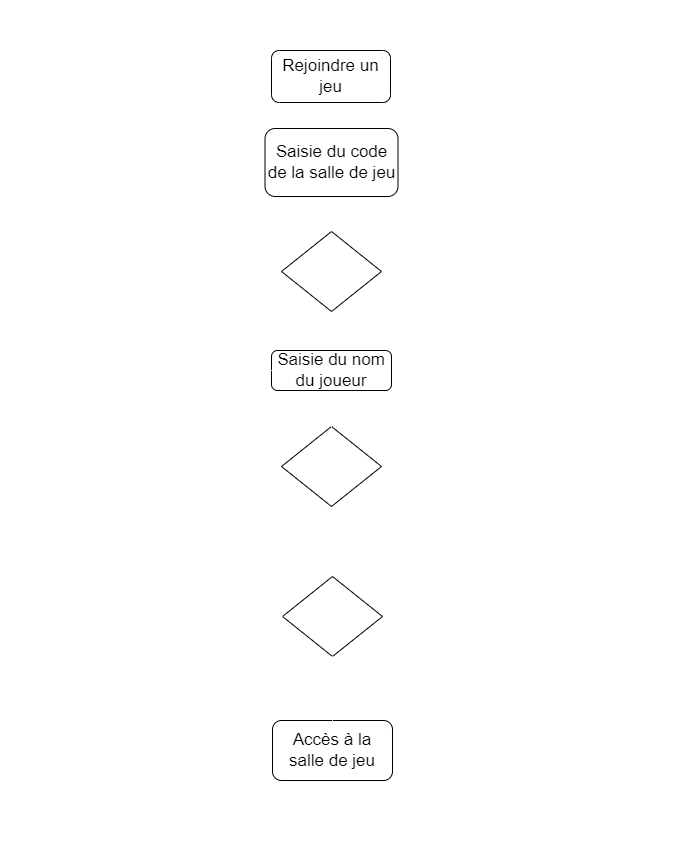 Rejoindre un
jeu
Saisie du code
de la salle de jeu
Saisie du nom
du joueur
Accès à la
salle de jeu